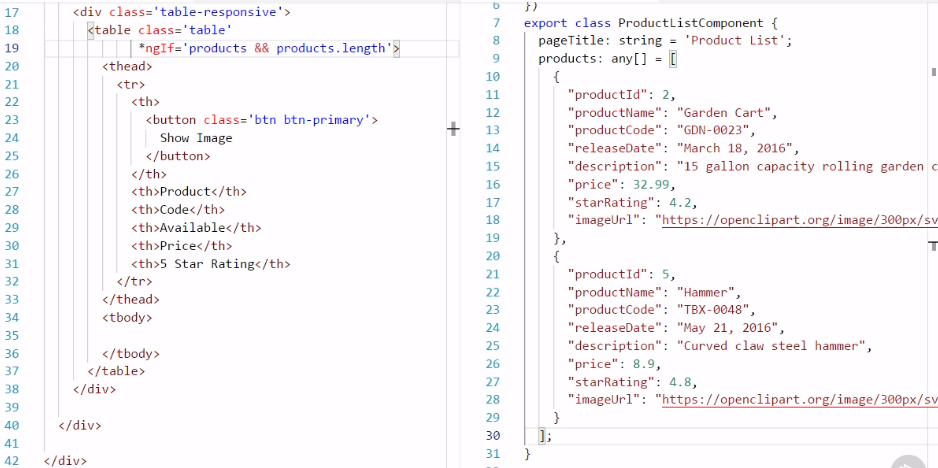 17 <div class='table-responsive'>
18 <table class='table'
19 *ngIf='products && products.length'>
20 <thead>
21 <tr>
22 <th>
23 <button class='btn btn-primary'>
24 Show Image
25 </button>
26 </th>
27 <th>Product</th>
28 <th>Code</th>
29 <th>Available</th>
30 <th>Price</th>
31 <th>5 Star Rating</th>
32 </tr>
33 </thead>
34 <tbody>
35
36 </tbody>
37 </table>
38 </div>
39
40 </div>
41
42 </div>
6 })
7 export class ProductListComponent {
8 pageTitle: string = 'Product List';
9 products: any[] = [
10 {
11 "productId": 2,
12 "productName": "Garden Cart",
13 "productCode": "GDN-0023",
14 "releaseDate": "March 18, 2016",
15 "description": "15 gallon capacity rolling garden c
16 "price": 32.99,
17 "starRating": 4.2,
18 "imageUrl": "https://openclipart.org/image/300px/sv
19 },
20 {
21 "productId": 5,
22 "productName": "Hammer",
23 "productCode": "TBX-0048",
24 "releaseDate": "May 21, 2016",
25 "description": "Curved claw steel hammer",
26 "price": 8.9,
27 "starRating": 4.8,
28 "imageUrl": "https://openclipart.org/image/300px/sv
29 }
30 ];
31 }